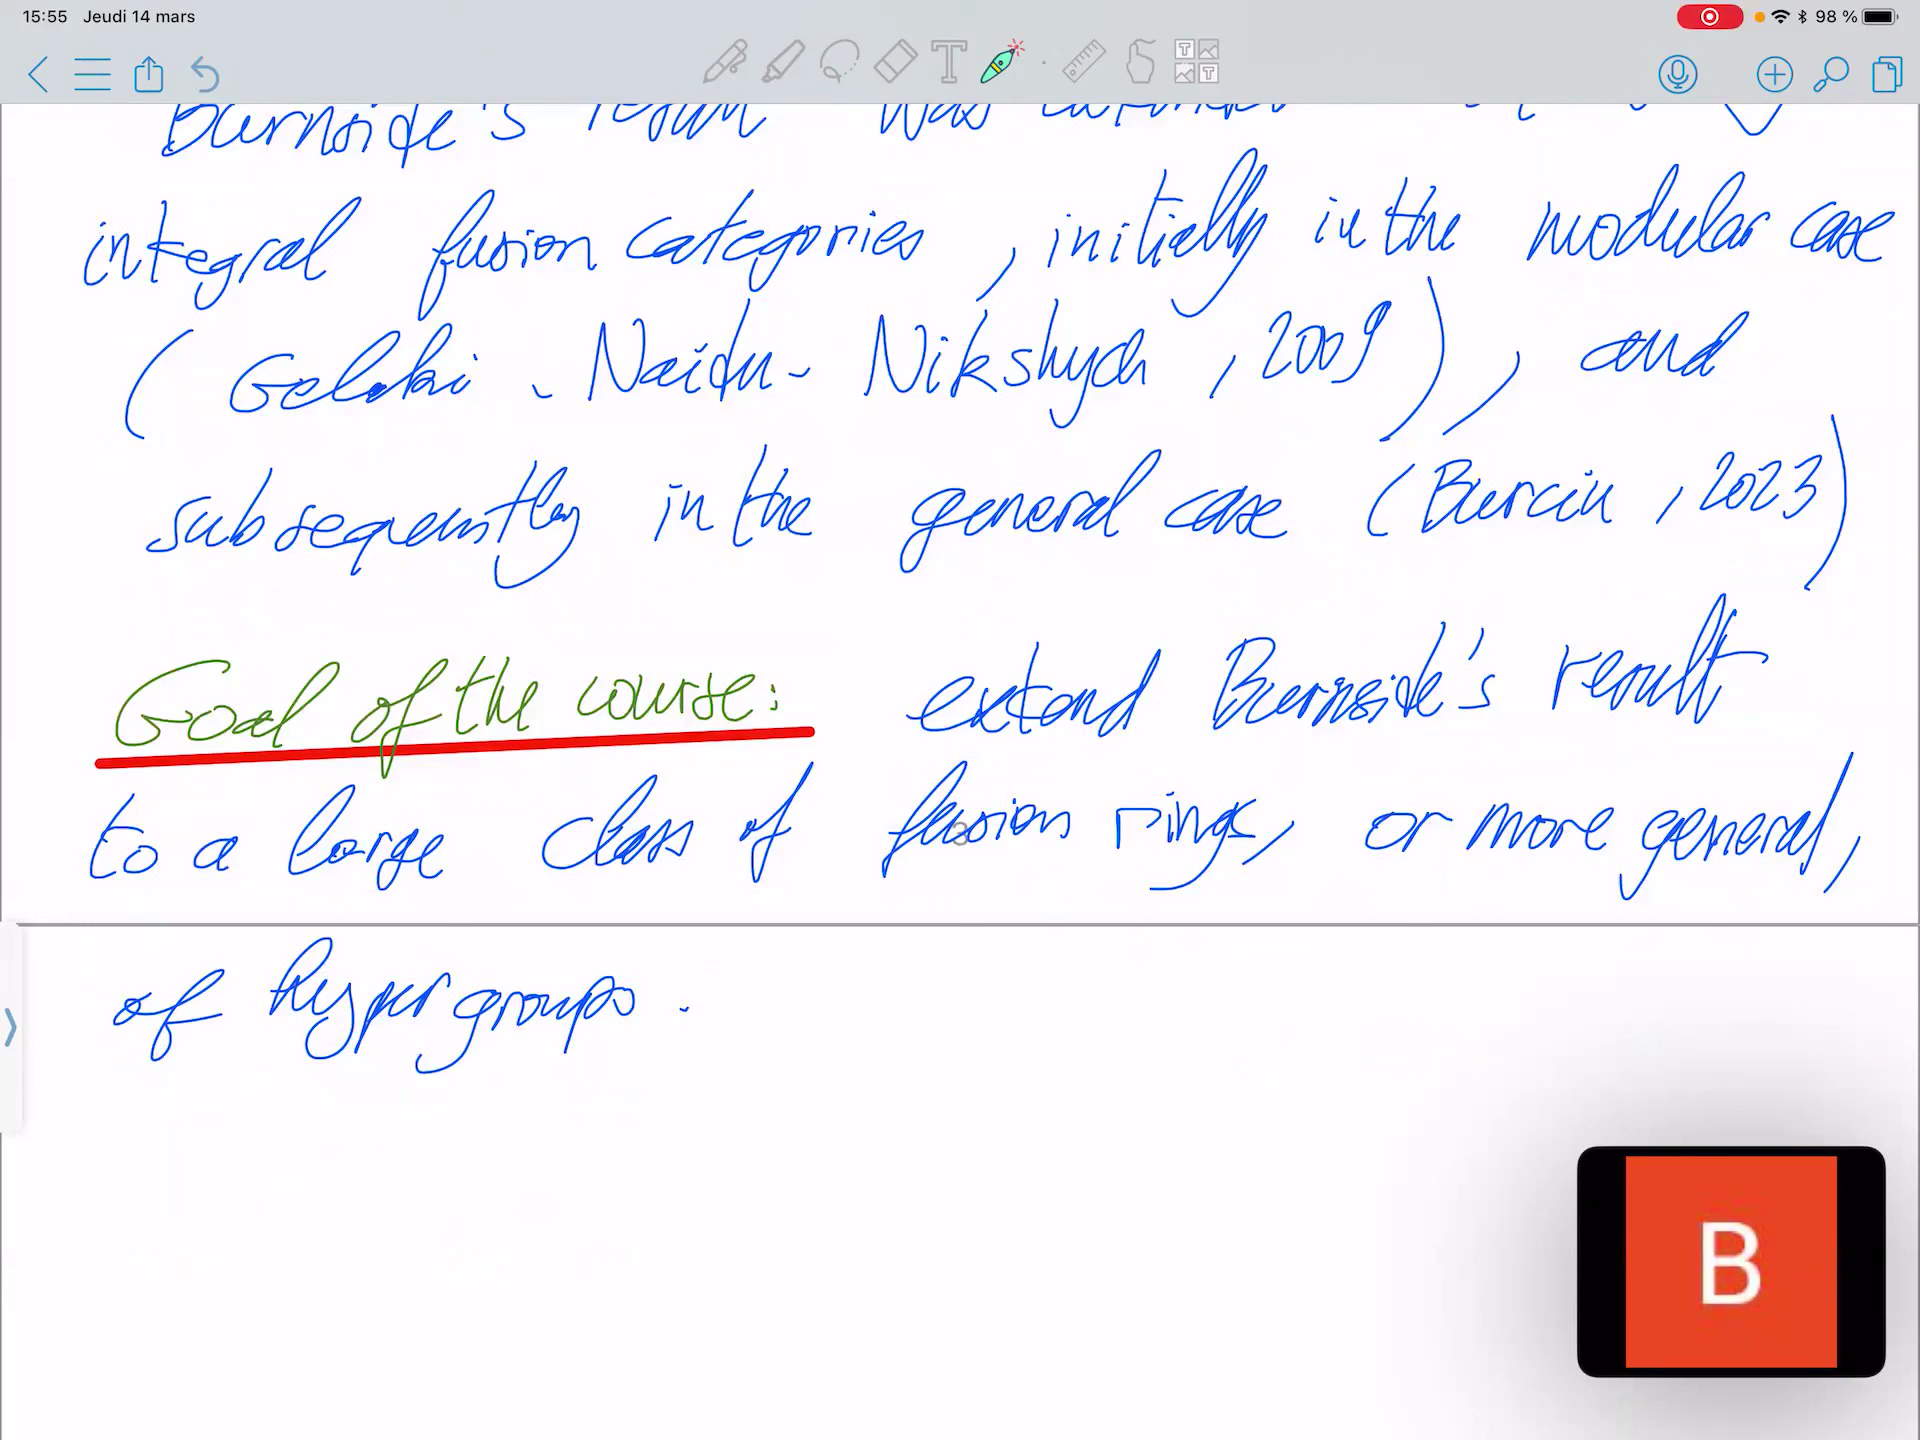 15:55 Jeudi 14 mars 98 %
Burnside's result was extended
integral fusion categories, initially in the modular case
(Gelaki - Naidu - Nikshych, 2009), and
subsequently in the general case (Burciu, 2023)
Goal of the course: extend Burnside's result
to a large class of fusion rings, or more general,
3
of hypergroups.
B